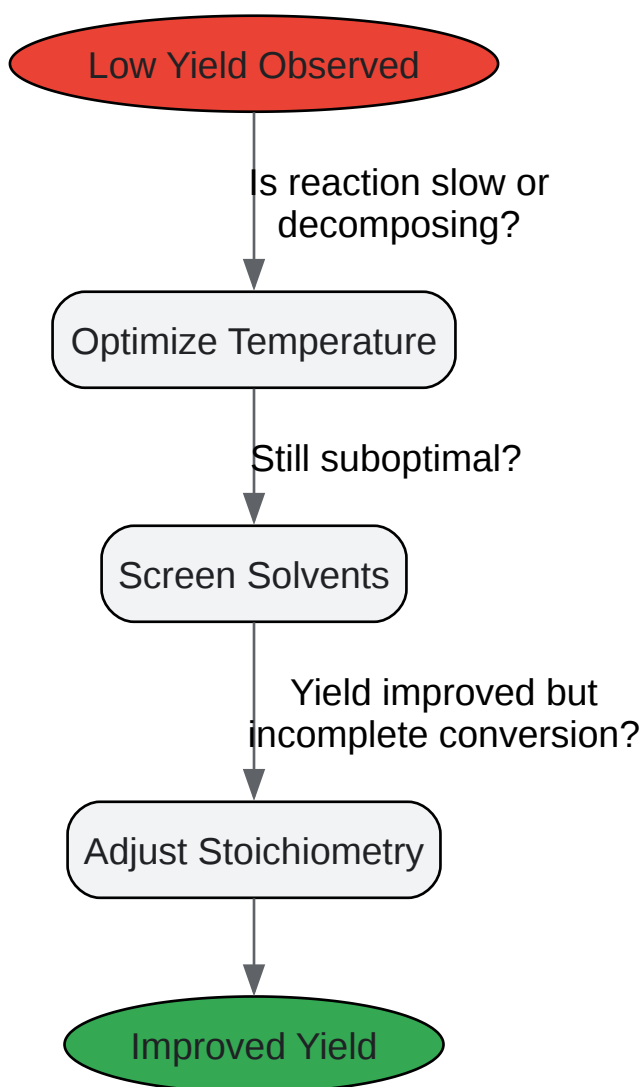 Low Yield Observed
Is reaction slow or
decomposing?
Optimize Temperature
Still suboptimal?
Screen Solvents
Yield improved but
incomplete conversion?
Adjust Stoichiometry
Improved Yield